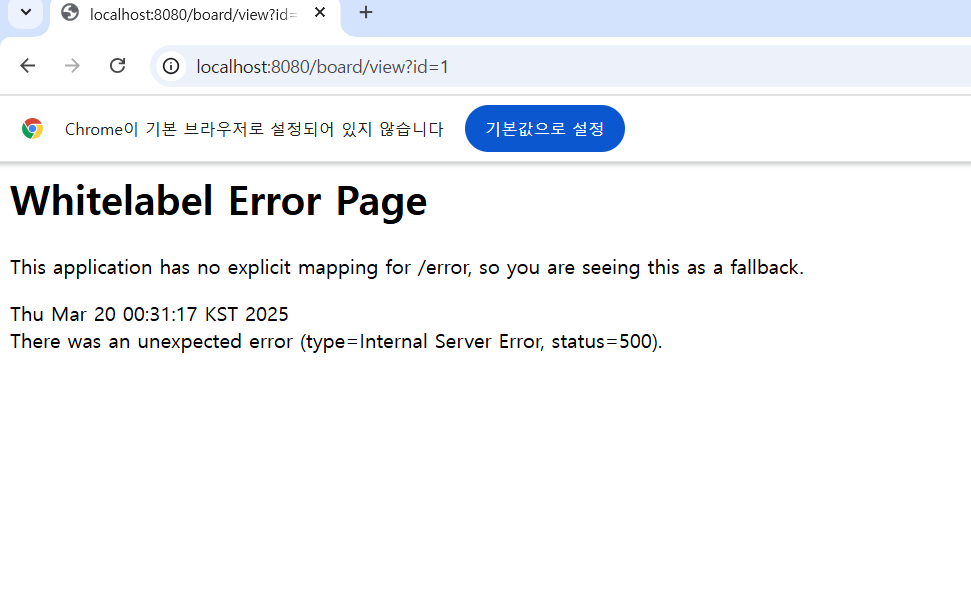 localhost:8080/board/view?id=
localhost:8080/board/view?id=1
Chrome이 기본 브라우저로 설정되어 있지 않습니다 기본값으로 설정
Whitelabel Error Page
This application has no explicit mapping for /error, so you are seeing this as a fallback.
Thu Mar 20 00:31:17 KST 2025
There was an unexpected error (type=Internal Server Error, status=500).